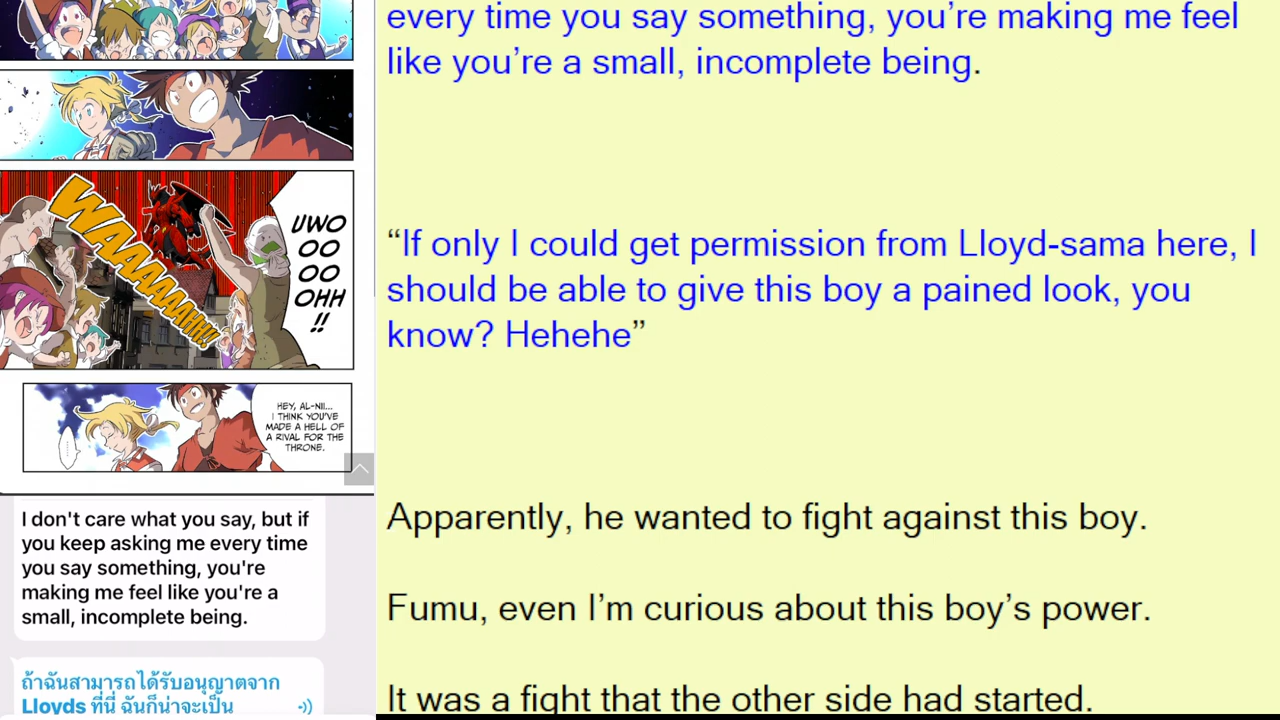 WAAAAAAAHH!!
UWO
OO
OO
OHH
!!
HEY, AL-NII...
I THINK YOU'VE
MADE A HELL OF
A RIVAL FOR THE
THRONE.
I don't care what you say, but if
you keep asking me every time
you say something, you're
making me feel like you're a
small, incomplete being.
ถ้าฉันสามารถได้รับอนุญาตจาก
Lloyds ที่นี่ ฉันก็น่าจะเป็น
every time you say something, you’re making me feel
like you’re a small, incomplete being.
“If only I could get permission from Lloyd-sama here, I
should be able to give this boy a pained look, you
know? Hehehe”
Apparently, he wanted to fight against this boy.
Fumu, even I’m curious about this boy’s power.
It was a fight that the other side had started.